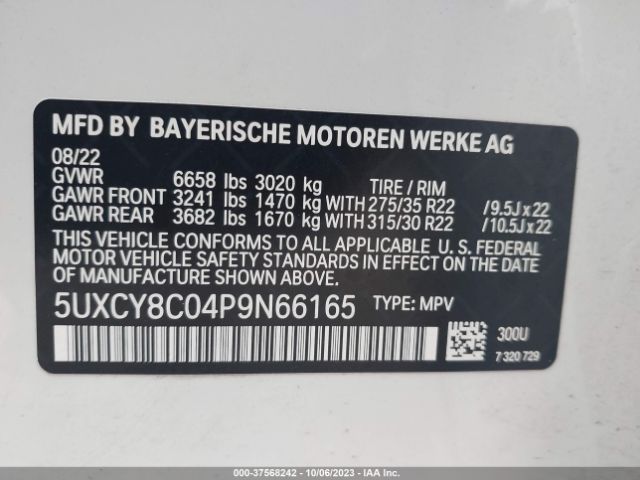 MFD BY BAYERISCHE MOTOREN WERKE AG
08/22
GVWR 6658 lbs 3020 kg TIRE / RIM
GAWR FRONT 3241 lbs 1470 kg WITH 275/35 R22 /9.5J x 22
GAWR REAR 3682 lbs 1670 kg WITH 315/30 R22 /10.5J x 22
THIS VEHICLE CONFORMS TO ALL APPLICABLE U. S. FEDERAL
MOTOR VEHICLE SAFETY STANDARDS IN EFFECT ON THE DATE
OF MANUFACTURE SHOWN ABOVE.
5UXCY8C04P9N66165 TYPE: MPV
300U
7 320 729
000-37568242 - 10/06/2023 - IAAI.COM